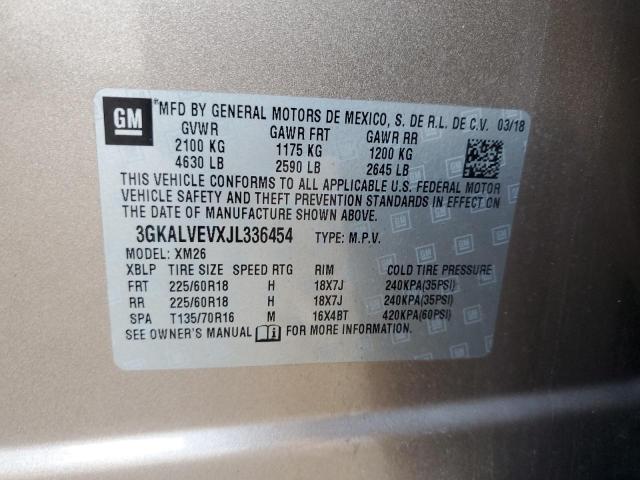 GM
*MFD BY GENERAL MOTORS DE MEXICO, S. DE R.L. DE C.V. 03/18
GVWR GAWR FRT GAWR RR
2100 KG 1175 KG 1200 KG
4630 LB 2590 LB 2645 LB
THIS VEHICLE CONFORMS TO ALL APPLICABLE U.S. FEDERAL MOTOR
VEHICLE SAFETY AND THEFT PREVENTION STANDARDS IN EFFECT ON
THE DATE OF MANUFACTURE SHOWN ABOVE.
3GKALVEVXJL336454 TYPE: M.P.V.
MODEL: XM26
XBLP TIRE SIZE SPEED RTG RIM COLD TIRE PRESSURE
FRT 225/60R18 H 18X7J 240KPA(35PSI)
RR 225/60R18 H 18X7J 240KPA(35PSI)
SPA T135/70R16 M 16X4BT 420KPA(60PSI)
SEE OWNER'S MANUAL FOR MORE INFORMATION.